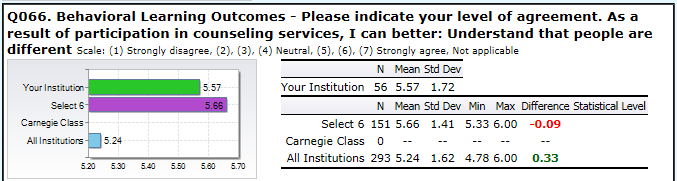 Q066. Behavioral Learning Outcomes - Please indicate your level of agreement. As a
result of participation in counseling services, I can better: Understand that people are
different Scale: (1) Strongly disagree, (2), (3), (4) Neutral, (5), (6), (7) Strongly agree, Not applicable
Your Institution 5.57
Select 6 5.66
Carnegie Class
All Institutions 5.24
5.20 5.30 5.40 5.50 5.60 5.70
N Mean Std Dev
Your Institution 56 5.57 1.72
N Mean Std Dev Min Max Difference Statistical Level
Select 6 151 5.66 1.41 5.33 6.00 -0.09
Carnegie Class 0 -- -- -- -- --
All Institutions 293 5.24 1.62 4.78 6.00 0.33